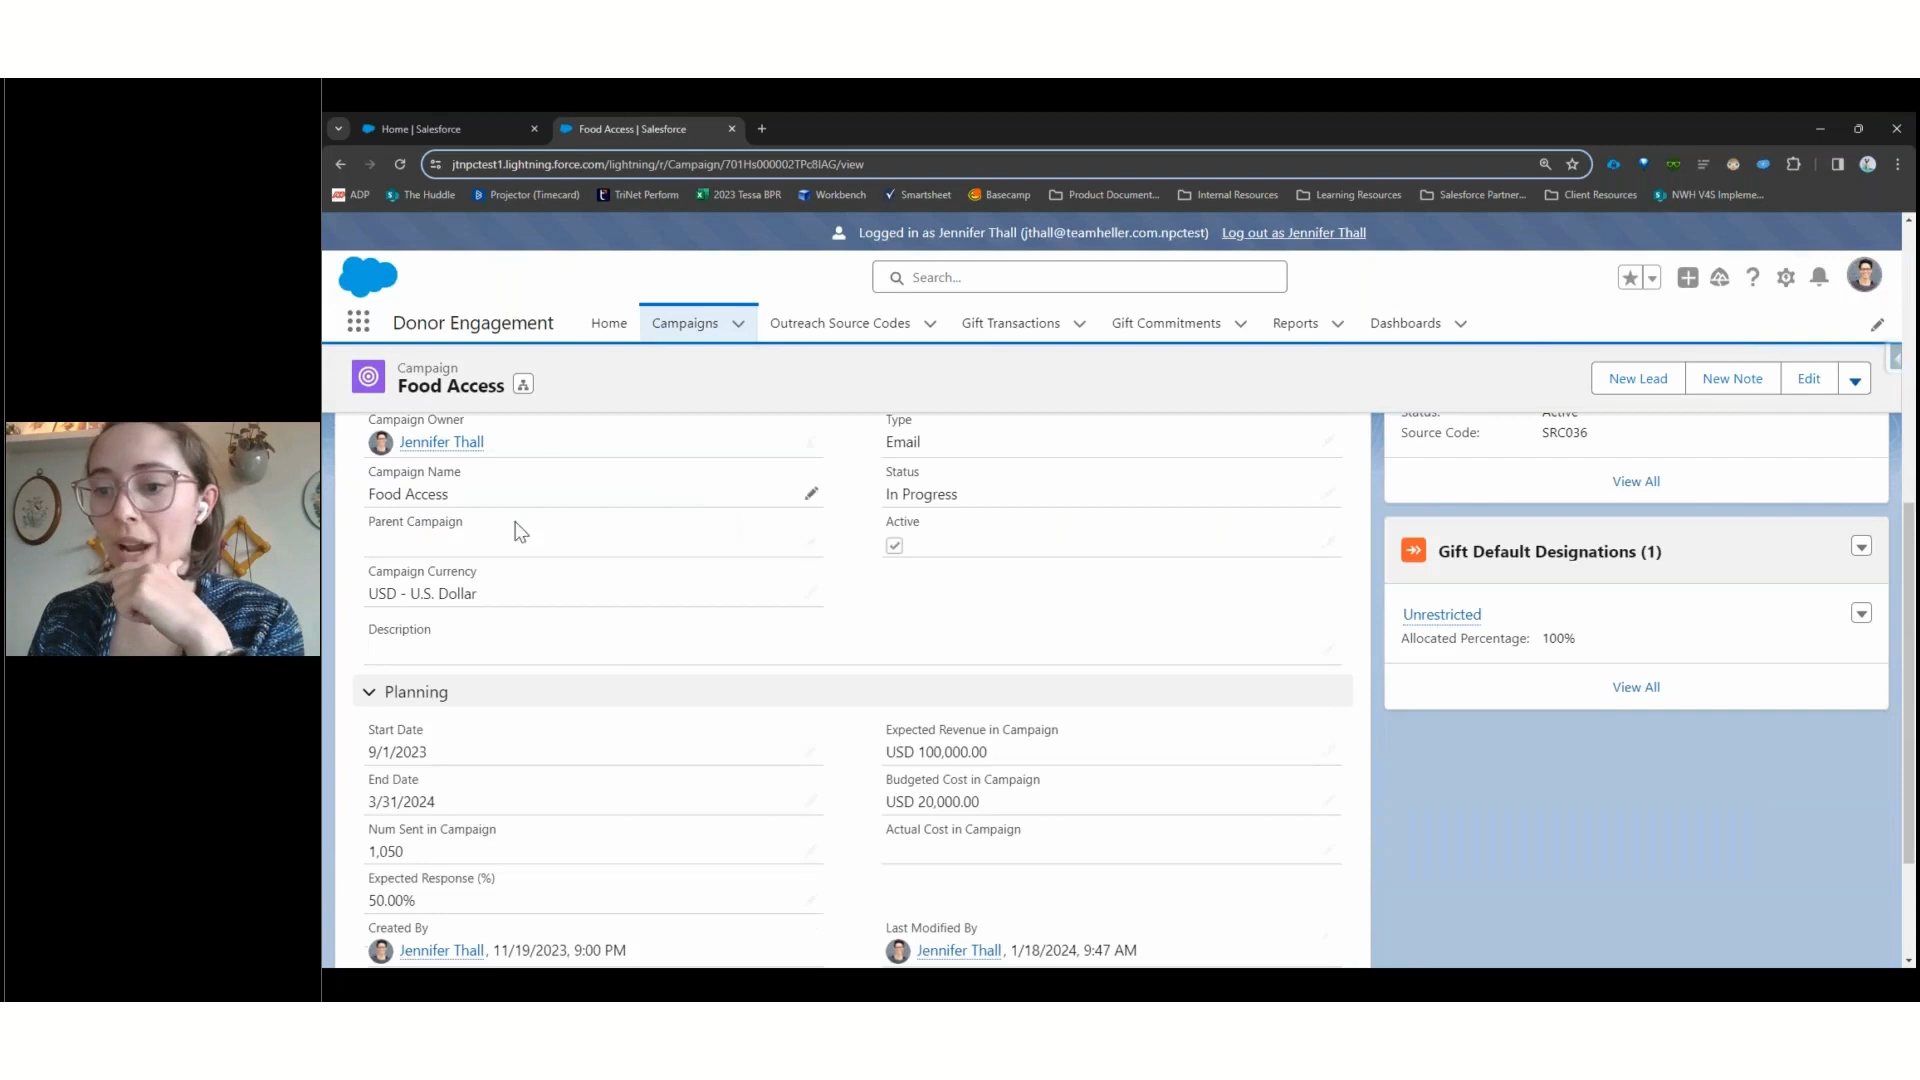 Home | Salesforce
Food Access | Salesforce
jtnpctest1.lightning.force.com/lightning/r/Campaign/701Hs000002TPc8IAG/view
ADP
The Huddle
Projector (Timecard)
TriNet Perform
2023 Tessa BPR
Workbench
Smartsheet
Basecamp
Product Document...
Internal Resources
Learning Resources
Salesforce Partner...
Client Resources
NWH V4S Impleme...
Logged in as Jennifer Thall (jthall@teamheller.com.npctest) Log out as Jennifer Thall
Search...
Donor Engagement
Home
Campaigns
Outreach Source Codes
Gift Transactions
Gift Commitments
Reports
Dashboards
Campaign
Food Access
New Lead
New Note
Edit
Campaign Owner
Jennifer Thall
Type
Email
Campaign Name
Food Access
Status
In Progress
Parent Campaign
Active
Campaign Currency
USD - U.S. Dollar
Description
Planning
Start Date
9/1/2023
Expected Revenue in Campaign
USD 100,000.00
End Date
3/31/2024
Budgeted Cost in Campaign
USD 20,000.00
Num Sent in Campaign
1,050
Actual Cost in Campaign
Expected Response (%)
50.00%
Created By
Jennifer Thall, 11/19/2023, 9:00 PM
Last Modified By
Jennifer Thall, 1/18/2024, 9:47 AM
Status: Active
Source Code: SRC036
View All
Gift Default Designations (1)
Unrestricted
Allocated Percentage: 100%
View All